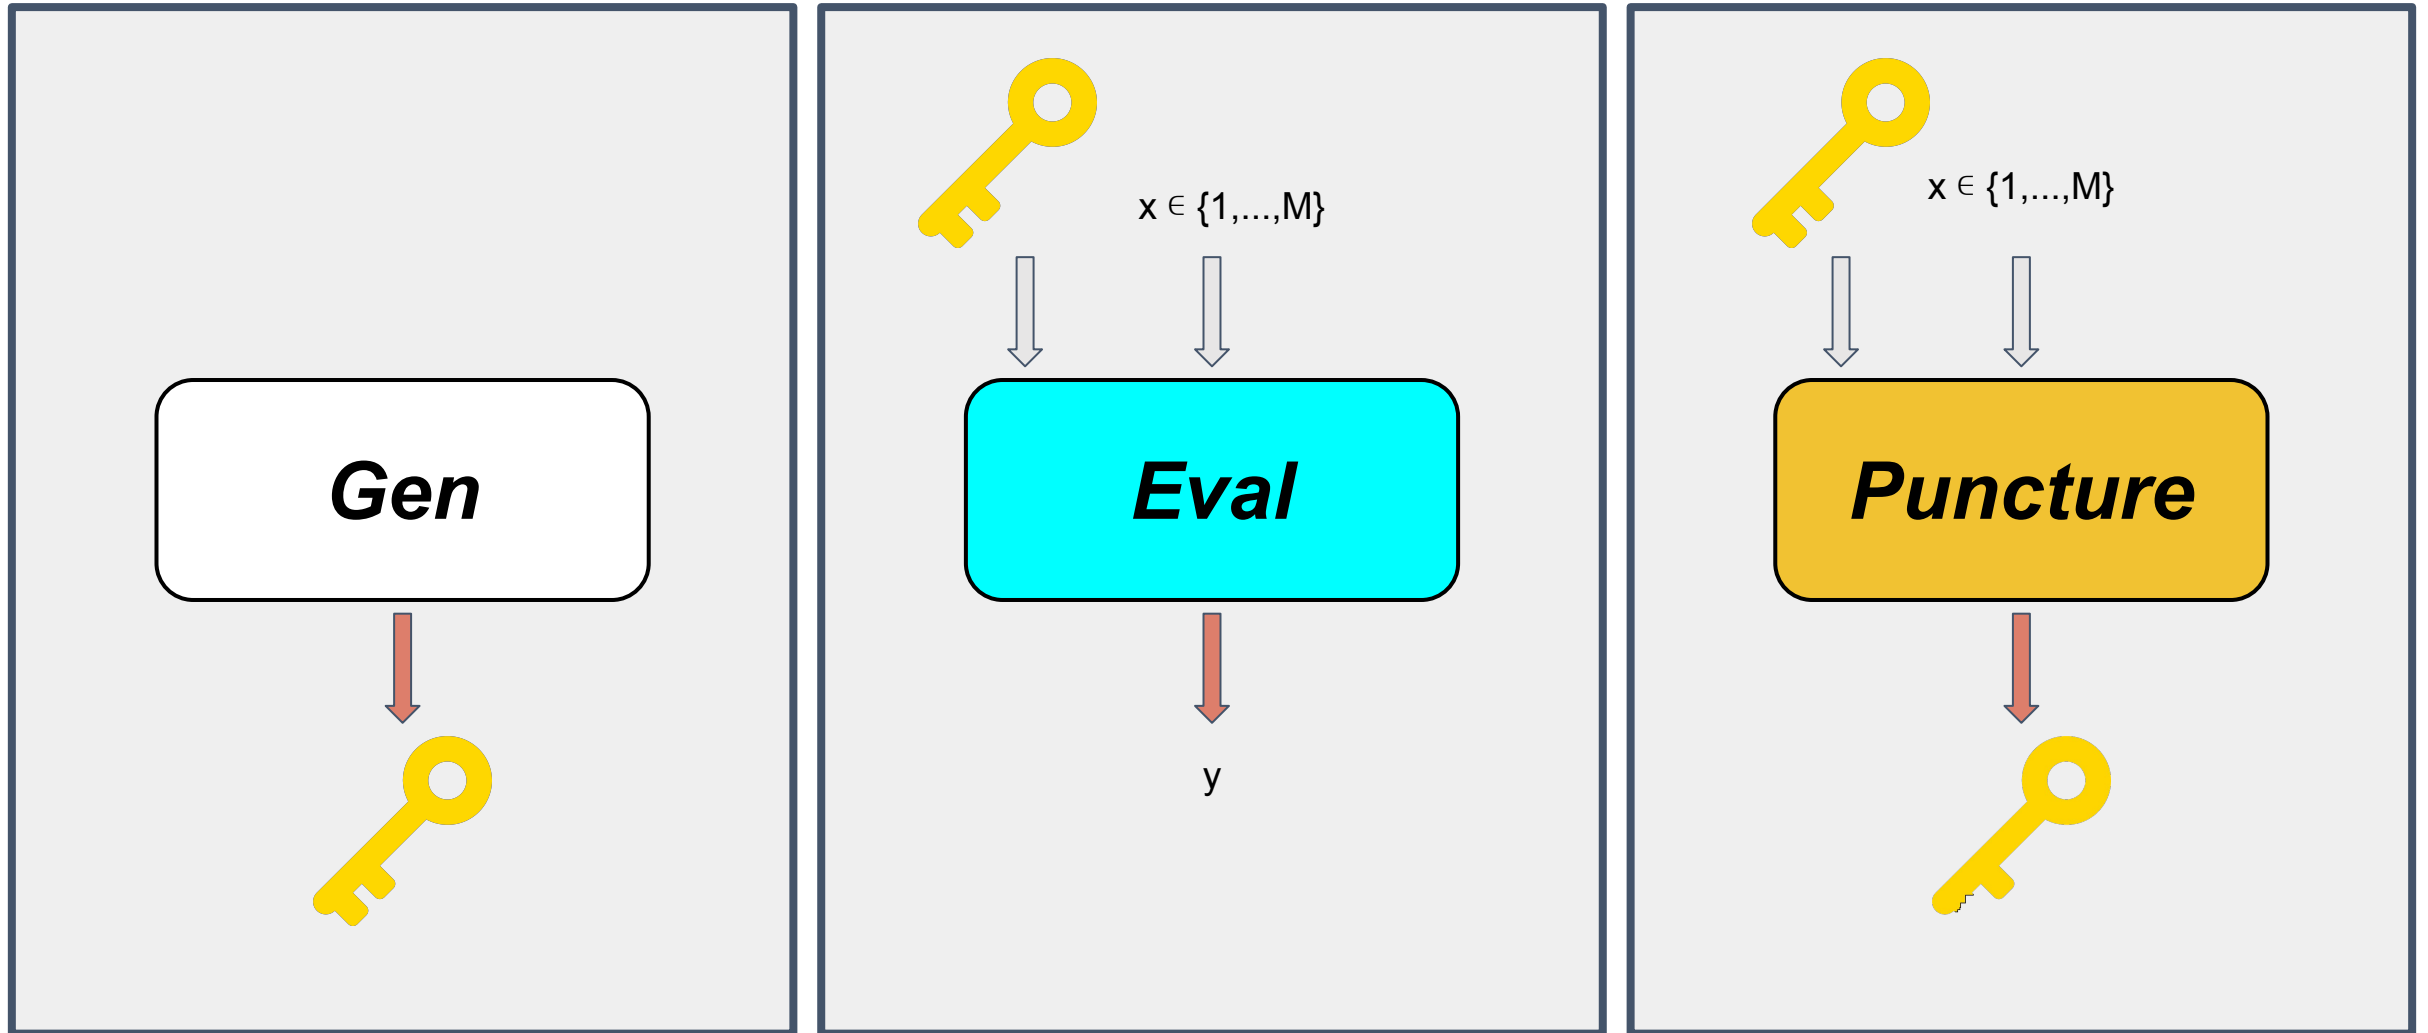 Gen
x ∈ {1,...,M}
Eval
y
x ∈ {1,...,M}
Puncture